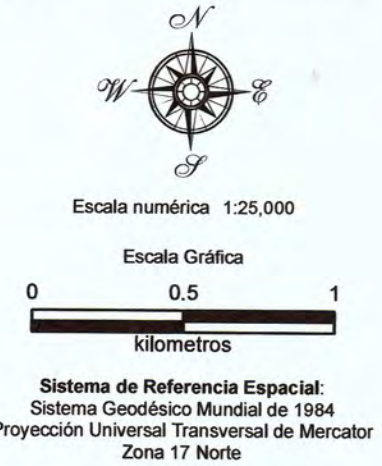 N
W E
S
Escala numérica 1:25,000
Escala Gráfica
0 0.5 1
kilometros
Sistema de Referencia Espacial:
Sistema Geodésico Mundial de 1984
Proyección Universal Transversal de Mercator
Zona 17 Norte